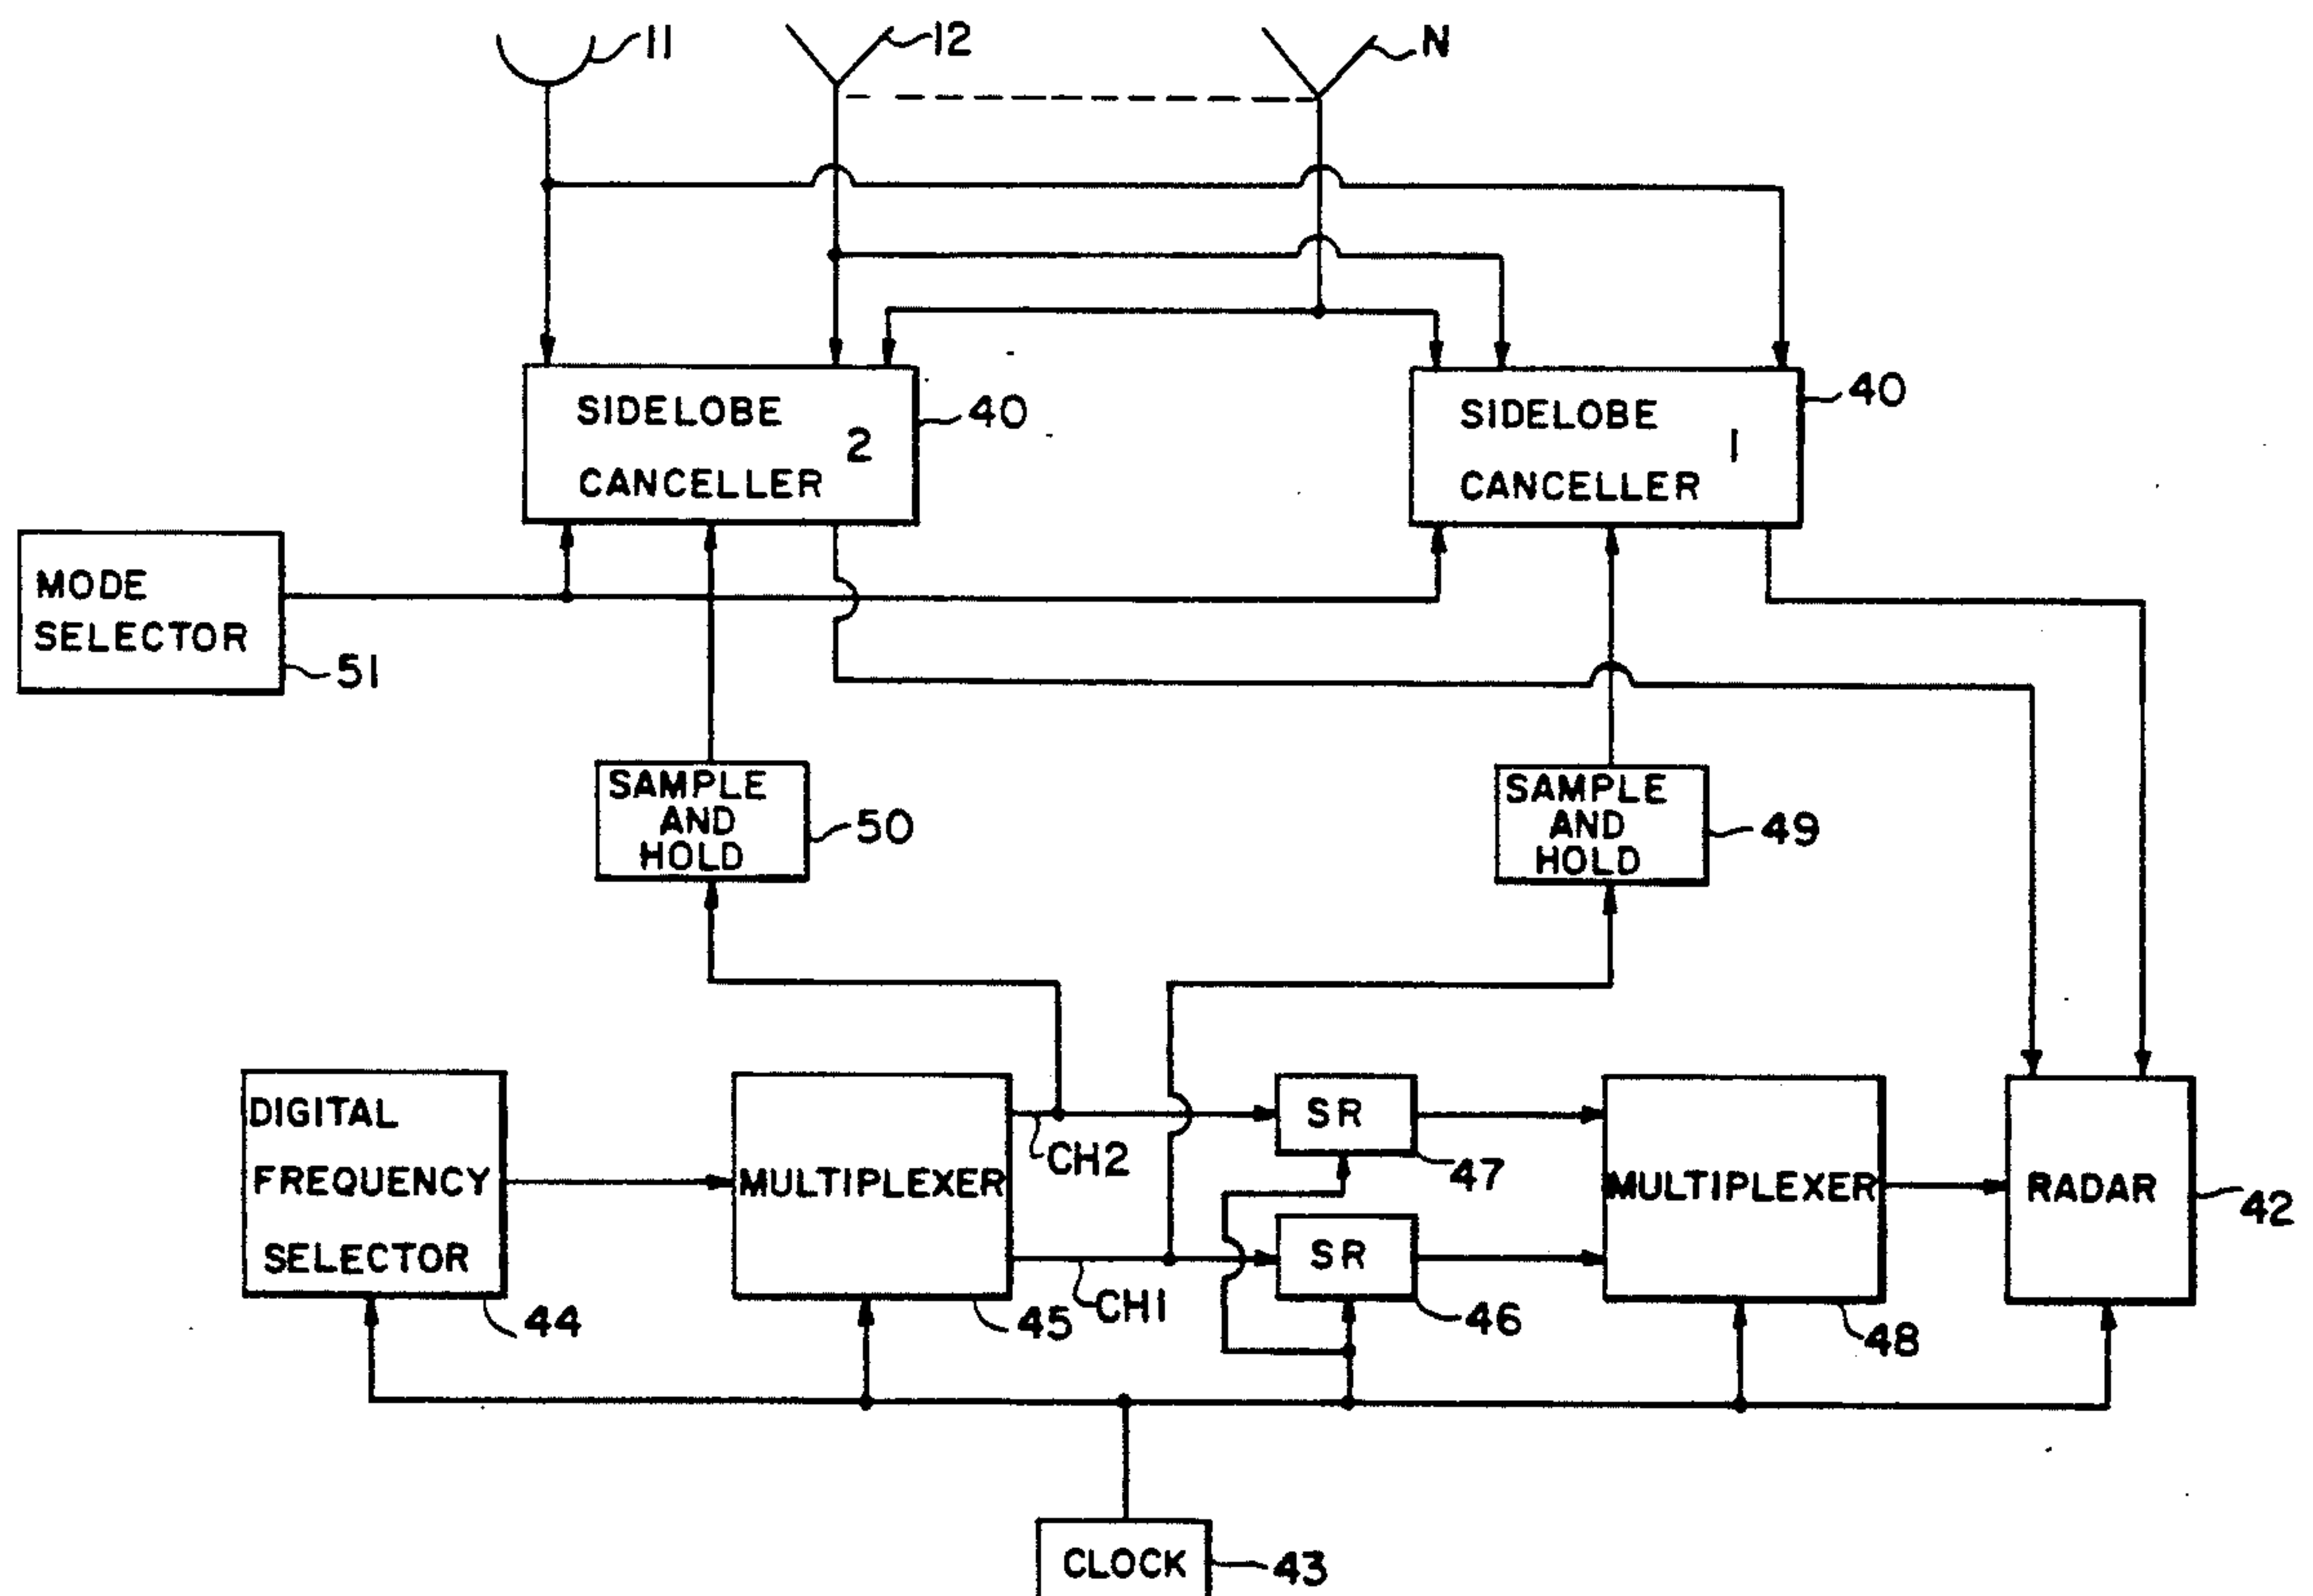 11
12
N
SIDELOBE
CANCELLER
2
40
SIDELOBE
CANCELLER
1
40
MODE
SELECTOR
51
SAMPLE
AND
HOLD
50
SAMPLE
AND
HOLD
49
DIGITAL
FREQUENCY
SELECTOR
44
MULTIPLEXER
45
CH2
CH1
SR
47
SR
46
MULTIPLEXER
48
RADAR
42
CLOCK
43